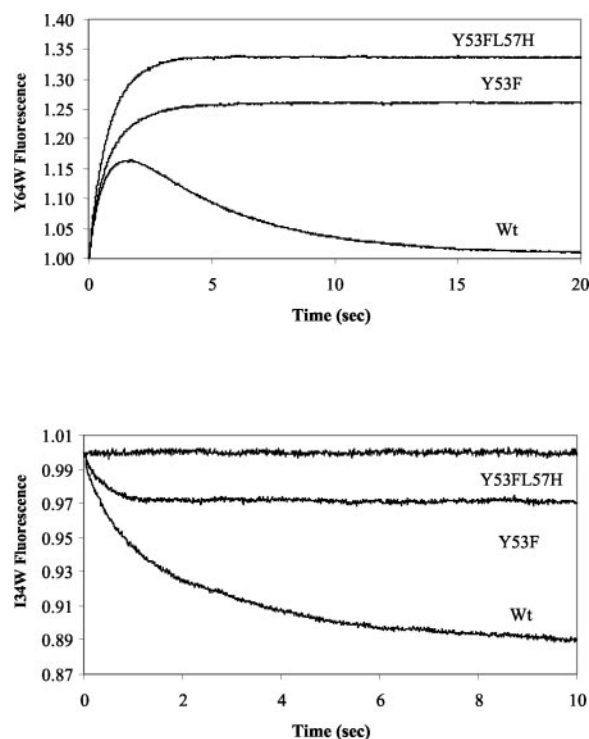 Y64W Fluorescence
1.40
1.35
1.30
1.25
1.20
1.15
1.10
1.05
1.00
Y53FL57H
Y53F
Wt
0 5 10 15 20
Time (sec)
I34W Fluorescence
1.01
0.99
0.97
0.95
0.93
0.91
0.89
0.87
Y53FL57H
Y53F
Wt
0 2 4 6 8 10
Time (sec)